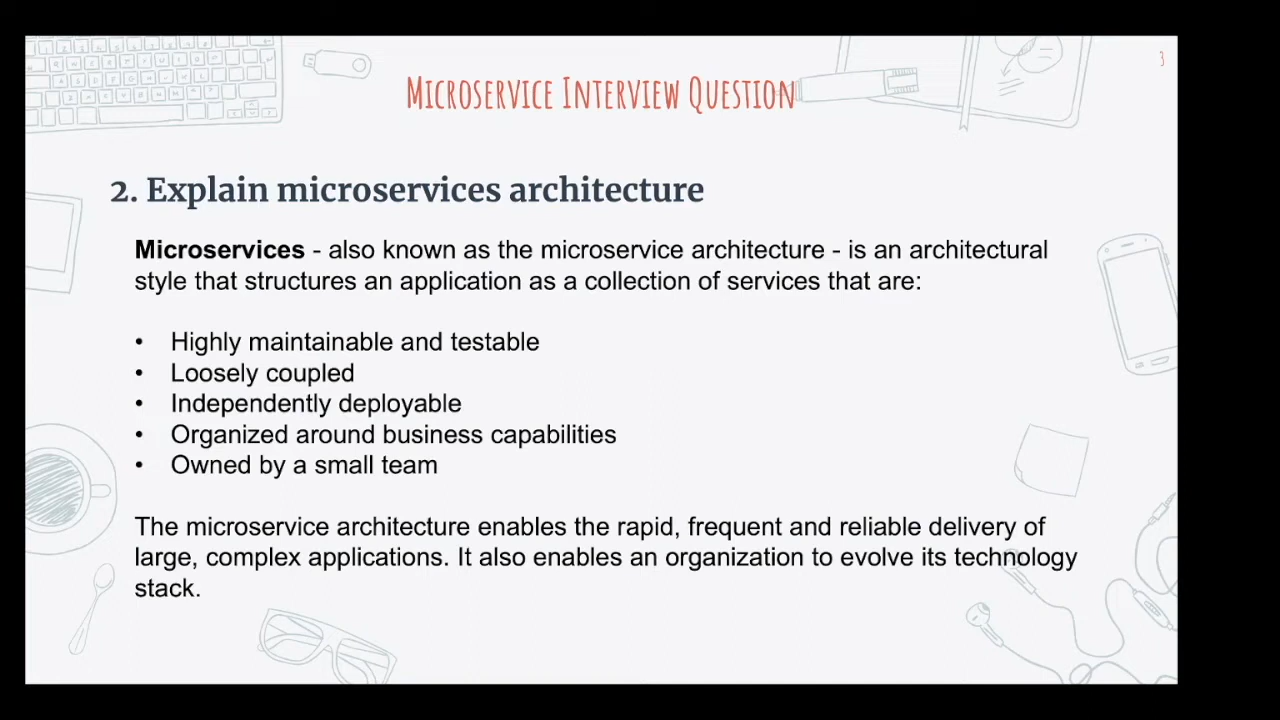 3
Microservice Interview Question
2. Explain microservices architecture
Microservices - also known as the microservice architecture - is an architectural
style that structures an application as a collection of services that are:
• Highly maintainable and testable
• Loosely coupled
• Independently deployable
• Organized around business capabilities
• Owned by a small team
The microservice architecture enables the rapid, frequent and reliable delivery of
large, complex applications. It also enables an organization to evolve its technology
stack.